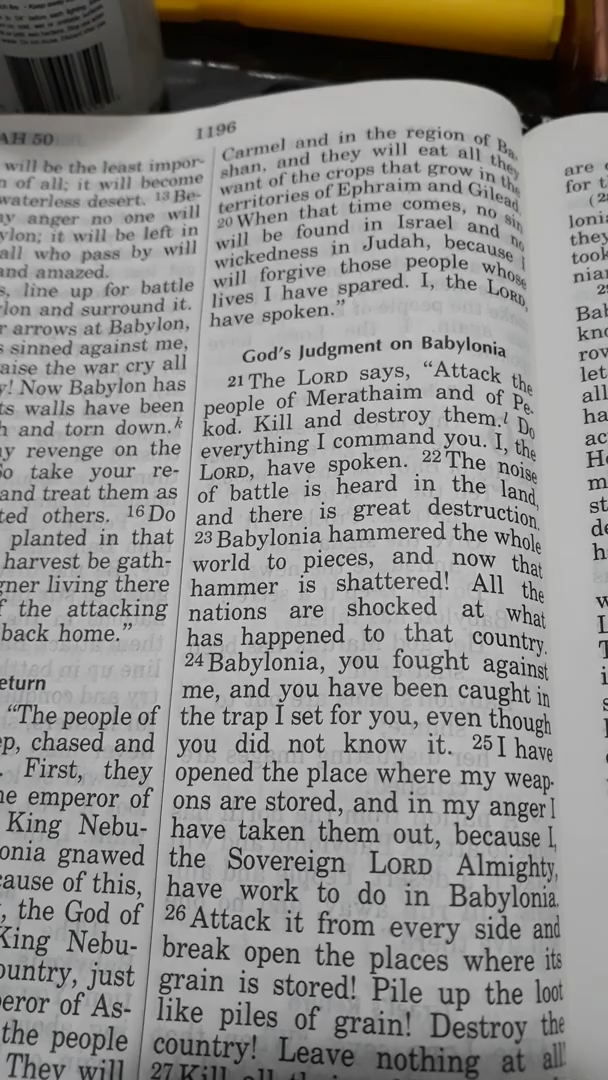 AH 50
1196
will be the least impor-
n of all; it will become
waterless desert. 13 Be-
y anger no one will
ylon; it will be left in
all who pass by will
and amazed.
s, line up for battle
lon and surround it.
r arrows at Babylon,
s sinned against me,
aise the war cry all
y! Now Babylon has
ts walls have been
h and torn down.k
y revenge on the
So take your re-
and treat them as
ted others. 16 Do
planted in that
harvest be gath-
gner living there
f the attacking
back home."
eturn
"The people of
ep, chased and
. First, they
he emperor of
King Nebu-
onia gnawed
cause of this,
, the God of
King Nebu-
ountry, just
peror of As-
the people
They will
Carmel and in the region of Ba-
shan, and they will eat all they
want of the crops that grow in the
territories of Ephraim and Gilead.
20 When that time comes, no sin
will be found in Israel and no
wickedness in Judah, because I
will forgive those people whose
lives I have spared. I, the LORD,
have spoken."
God's Judgment on Babylonia
21 The LORD says, "Attack the
people of Merathaim and of Pe-
kod. Kill and destroy them.l Do
everything I command you. I, the
LORD, have spoken. 22 The noise
of battle is heard in the land,
and there is great destruction.
23 Babylonia hammered the whole
world to pieces, and now that
hammer is shattered! All the
nations are shocked at what
has happened to that country.
24 Babylonia, you fought against
me, and you have been caught in
the trap I set for you, even though
you did not know it. 25 I have
opened the place where my weap-
ons are stored, and in my anger I
have taken them out, because I,
the Sovereign LORD Almighty,
have work to do in Babylonia.
26 Attack it from every side and
break open the places where its
grain is stored! Pile up the loot
like piles of grain! Destroy the
country! Leave nothing at all!
27 Kill all
are
for t
(2
loni
they
took
nian
Bab
kno
rov
let
all
ha
ac
He
m
st
de
h
w
L
T
i
s